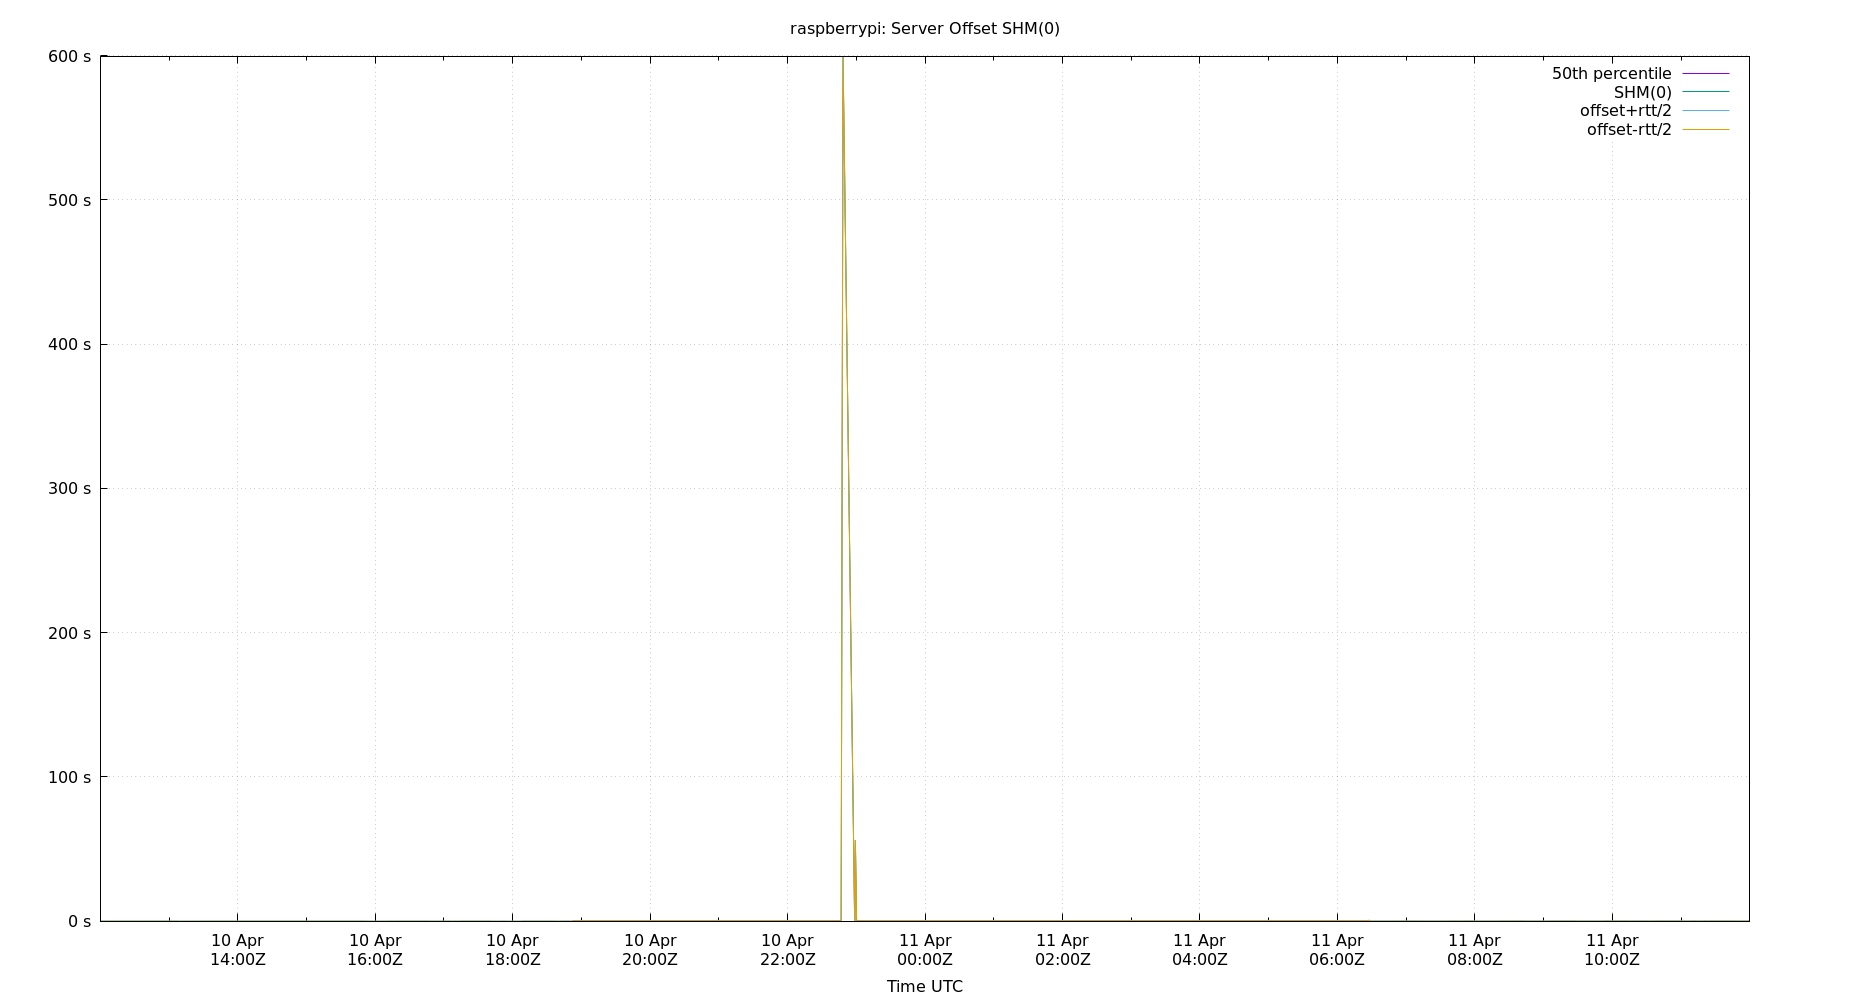 raspberrypi: Server Offset SHM(0)
600 s
500 s
400 s
300 s
200 s
100 s
0 s
50th percentile
SHM(0)
offset+rtt/2
offset-rtt/2
10 Apr 10 Apr 10 Apr 10 Apr 10 Apr 11 Apr 11 Apr 11 Apr 11 Apr 11 Apr 11 Apr
14:00Z 16:00Z 18:00Z 20:00Z 22:00Z 00:00Z 02:00Z 04:00Z 06:00Z 08:00Z 10:00Z
Time UTC